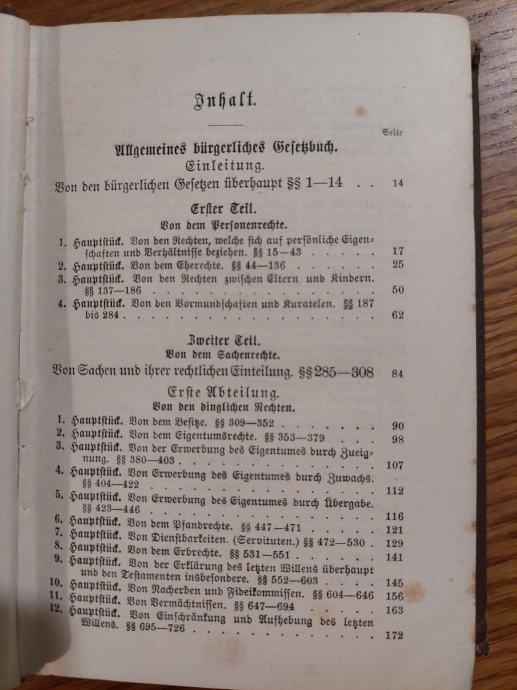 Inhalt.
Seite
Allgemeines bürgerliches Gesetzbuch.
Einleitung.
Von den bürgerlichen Gesetzen überhaupt §§ 1—14 . . 14
Erster Teil.
Von dem Personenrechte.
1. Hauptstück. Von den Rechten, welche sich auf persönliche Eigen-
schaften und Verhältnisse beziehen. §§ 15—43 . . . . . 17
2. Hauptstück. Von dem Eherechte. §§ 44—136 . . . . . . 25
3. Hauptstück. Von den Rechten zwischen Eltern und Kindern.
§§ 137—186 . . . . . . . . . . . . . . 50
4. Hauptstück. Von den Vormundschaften und Kuratelen. §§ 187
bis 284 . . . . . . . . . . . . . . . 62
Zweiter Teil.
Von dem Sachenrechte.
Von Sachen und ihrer rechtlichen Einteilung. §§ 285—308 84
Erste Abteilung.
Von den dinglichen Rechten.
1. Hauptstück. Von dem Besitze. §§ 309—352 . . . . . . 90
2. Hauptstück. Von dem Eigentumsrechte. §§ 353—379 . . . 98
3. Hauptstück. Von der Erwerbung des Eigentumes durch Zueig-
nung. §§ 380—403 . . . . . . . . . . . . 107
4. Hauptstück. Von Erwerbung des Eigentumes durch Zuwachs.
§§ 404—422 . . . . . . . . . . . . . . 112
5. Hauptstück. Von Erwerbung des Eigentumes durch Übergabe.
§§ 423—446 . . . . . . . . . . . . . . 116
6. Hauptstück. Von dem Pfandrechte. §§ 447—471 . . . . . 121
7. Hauptstück. Von Dienstbarkeiten. (Servituten.) §§ 472—530 . 129
8. Hauptstück. Von dem Erbrechte. §§ 531—551 . . . . . . 141
9. Hauptstück. Von der Erklärung des letzten Willens überhaupt
und den Testamenten insbesondere. §§ 552—603 . . . . 145
10. Hauptstück. Von Nacherben und Fideikommissen. §§ 604—646 156
11. Hauptstück. Von Vermächtnissen. §§ 647—694 . . . . . 163
12. Hauptstück. Von Einschränkung und Aufhebung des letzten
Willens. §§ 695—726 . . . . . . . . . . . 172